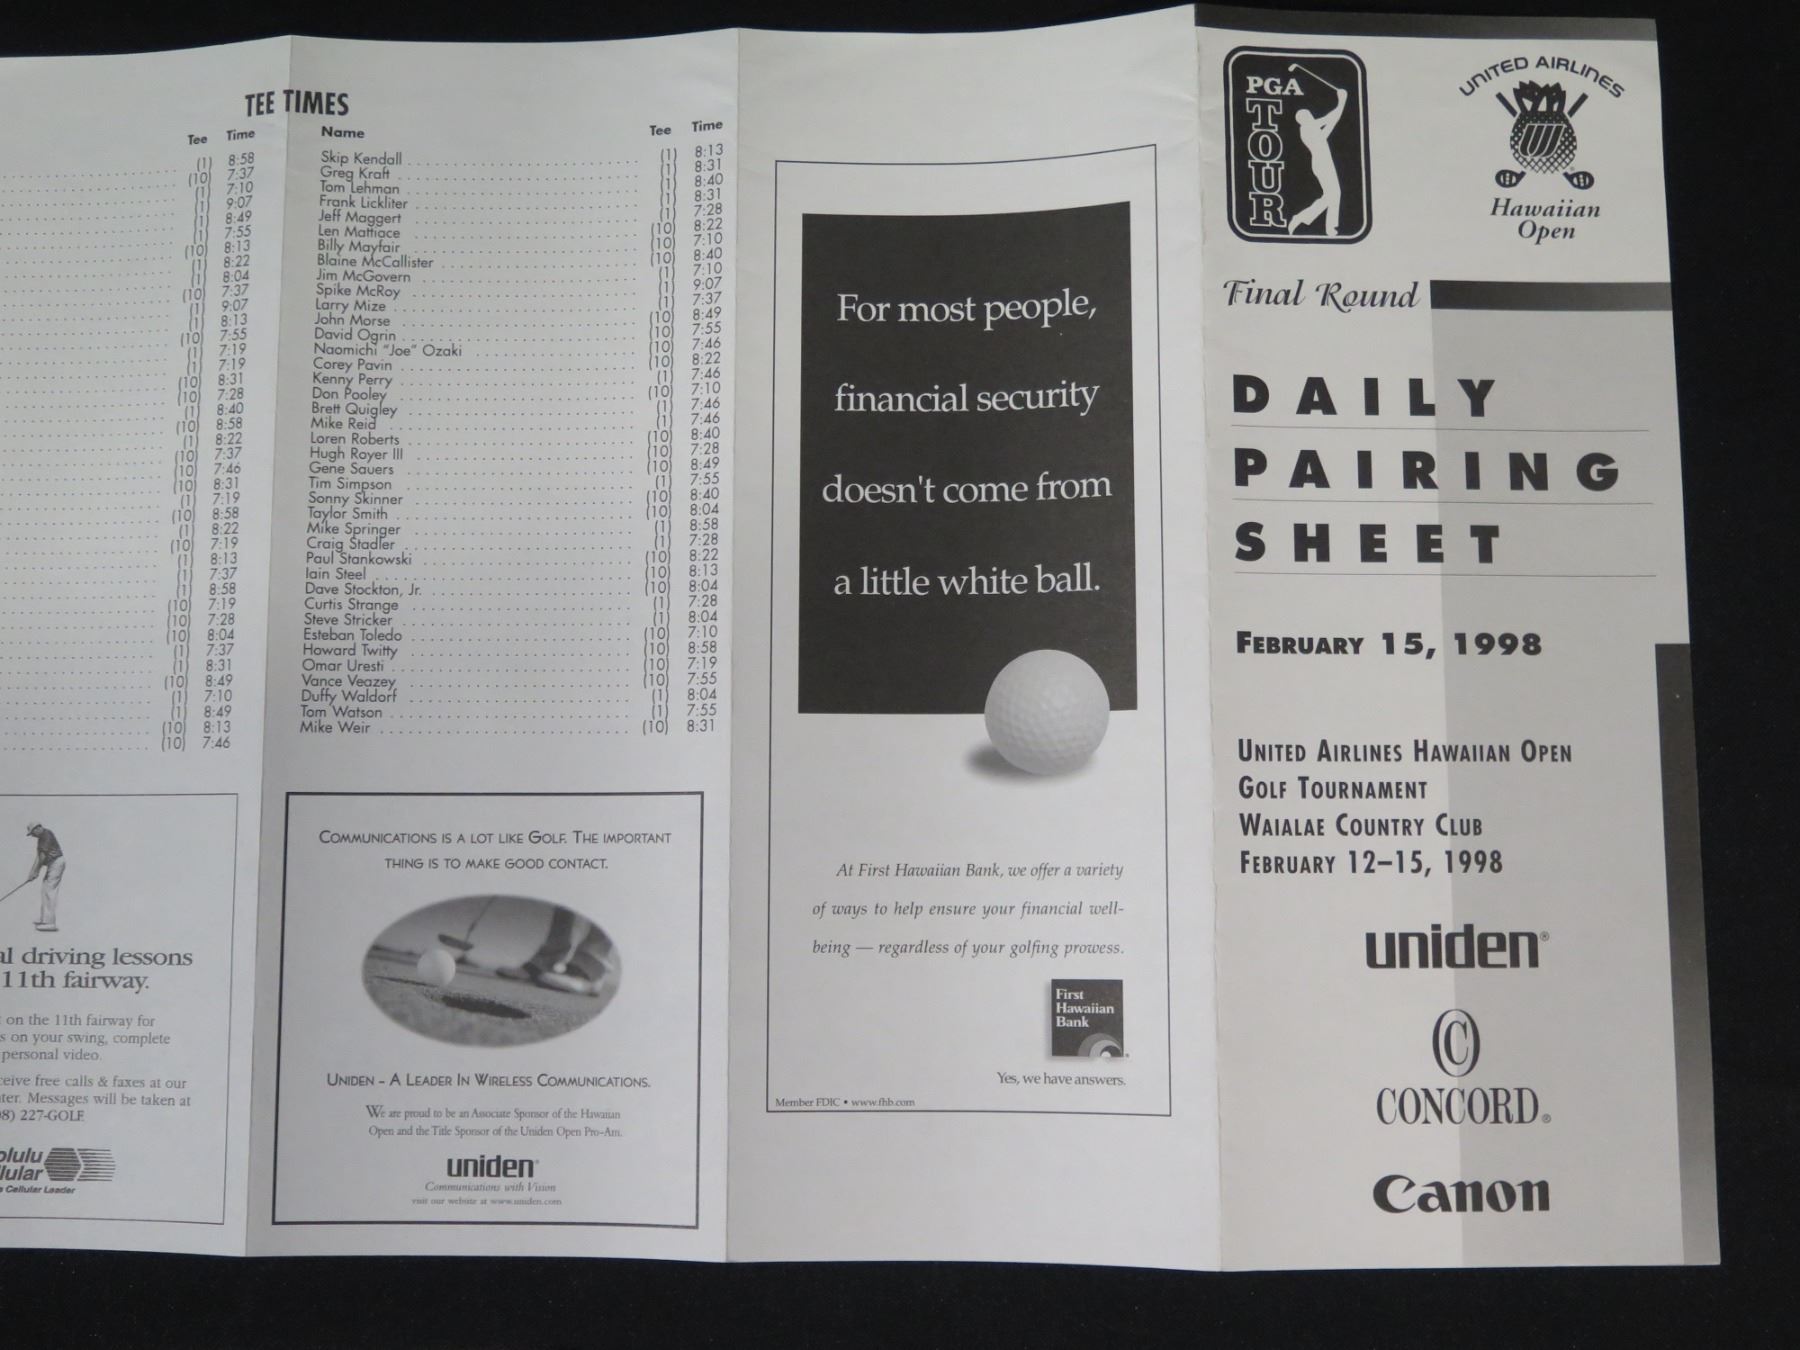 TEE TIMES
Tee Time
(1) 8:58
(10) 7:37
(1) 7:10
(1) 9:07
(1) 8:49
(1) 7:55
(10) 8:13
(1) 8:22
(1) 8:04
(10) 7:37
(1) 9:07
(1) 8:13
(10) 7:55
(1) 7:19
(1) 7:19
(10) 8:31
(10) 7:28
(1) 8:40
(10) 8:58
(1) 8:22
(10) 7:37
(10) 7:46
(10) 8:31
(1) 7:19
(10) 8:58
(1) 8:22
(10) 7:19
(1) 8:13
(1) 7:37
(1) 8:58
(10) 7:19
(10) 7:28
(10) 8:04
(1) 7:37
(1) 8:31
(10) 8:49
(1) 7:10
(1) 8:49
(10) 8:13
(10) 7:46
al driving lessons
11th fairway.
on the 11th fairway for
s on your swing, complete
personal video.
eive free calls & faxes at our
ter. Messages will be taken at
8) 227-GOLF.
olulu
lular
Cellular Leader
Name Tee Time
Skip Kendall (1) 8:13
Greg Kraft (1) 8:31
Tom Lehman (1) 8:40
Frank Lickliter (1) 8:31
Jeff Maggert (1) 7:28
Len Mattiace (10) 8:22
Billy Mayfair (10) 7:10
Blaine McCallister (10) 8:40
Jim McGovern (1) 7:10
Spike McRoy (1) 9:07
Larry Mize (1) 7:37
John Morse (10) 8:49
David Ogrin (10) 7:55
Naomichi "Joe" Ozaki (10) 7:46
Corey Pavin (10) 8:22
Kenny Perry (1) 7:46
Don Pooley (10) 7:10
Brett Quigley (1) 7:46
Mike Reid (1) 7:46
Loren Roberts (10) 8:40
Hugh Royer III (10) 7:28
Gene Sauers (10) 8:49
Tim Simpson (1) 7:55
Sonny Skinner (10) 8:40
Taylor Smith (10) 8:04
Mike Springer (1) 8:58
Craig Stadler (1) 7:28
Paul Stankowski (10) 8:22
Iain Steel (10) 8:13
Dave Stockton, Jr. (10) 8:04
Curtis Strange (1) 7:28
Steve Stricker (1) 8:04
Esteban Toledo (10) 7:10
Howard Twitty (10) 8:58
Omar Uresti (10) 7:19
Vance Veazey (10) 7:55
Duffy Waldorf (1) 8:04
Tom Watson (1) 7:55
Mike Weir (10) 8:31
COMMUNICATIONS IS A LOT LIKE GOLF. THE IMPORTANT
THING IS TO MAKE GOOD CONTACT.
UNIDEN – A LEADER IN WIRELESS COMMUNICATIONS.
We are proud to be an Associate Sponsor of the Hawaiian
Open and the Title Sponsor of the Uniden Open Pro-Am.
uniden®
Communications with Vision
visit our website at www.uniden.com
For most people,
financial security
doesn't come from
a little white ball.
At First Hawaiian Bank, we offer a variety
of ways to help ensure your financial well-
being — regardless of your golfing prowess.
First
Hawaiian
Bank
Yes, we have answers.
Member FDIC • www.fhb.com
PGA
TOUR
UNITED AIRLINES
Hawaiian
Open
Final Round
DAILY
PAIRING
SHEET
FEBRUARY 15, 1998
UNITED AIRLINES HAWAIIAN OPEN
GOLF TOURNAMENT
WAIALAE COUNTRY CLUB
FEBRUARY 12–15, 1998
uniden®
C
CONCORD®
Canon